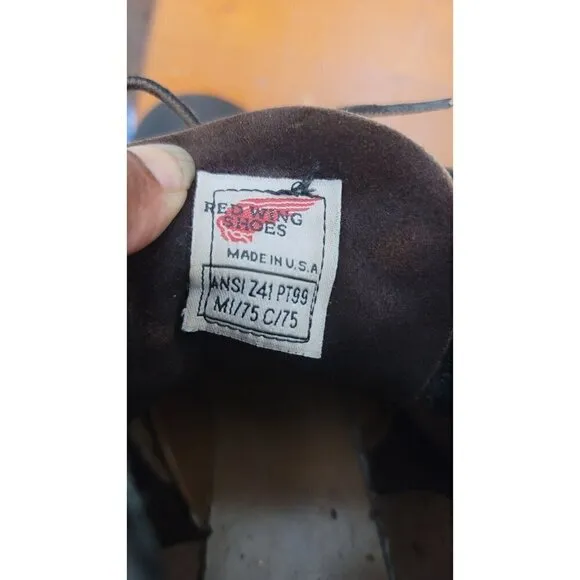 RED WING
SHOES
MADE IN U.S.A
ANSI Z41 PT99
MI/75 C/75